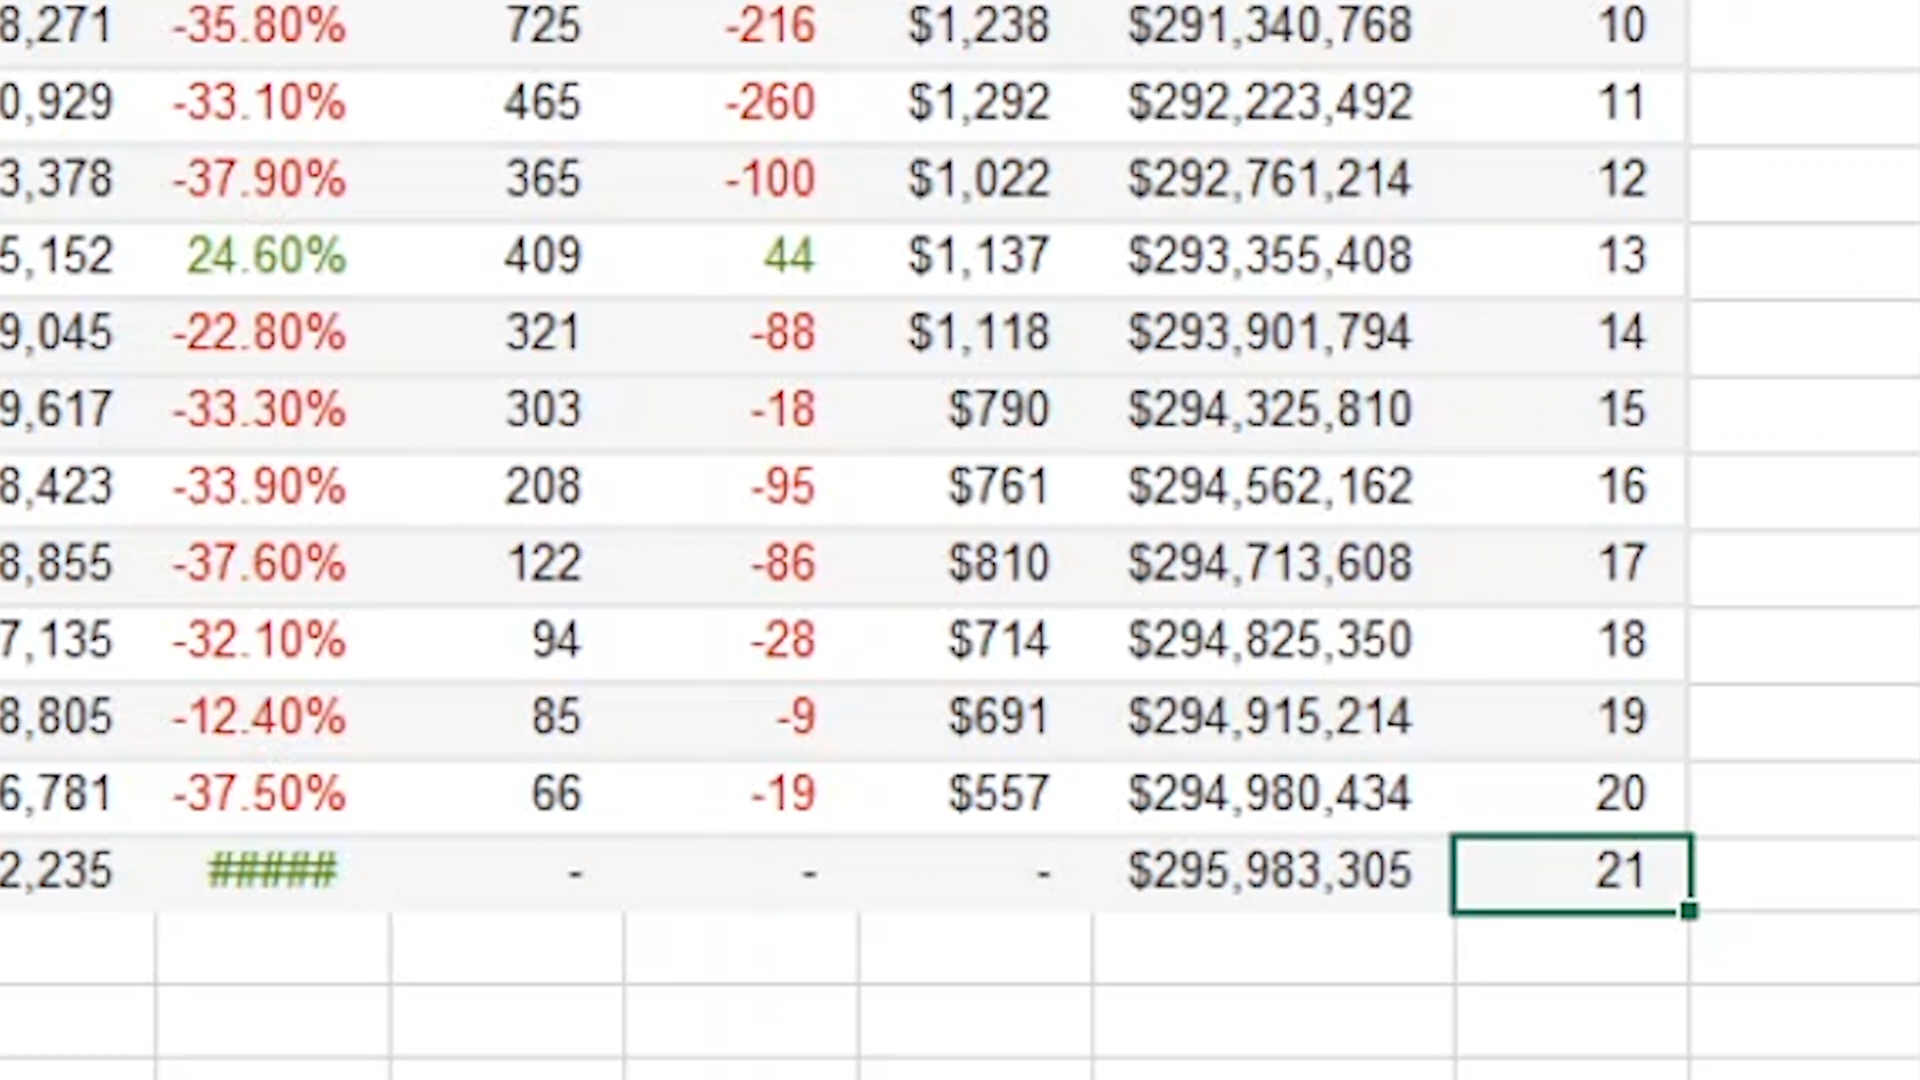 8,271 -35.80% 725 -216 $1,238 $291,340,768 10
0,929 -33.10% 465 -260 $1,292 $292,223,492 11
3,378 -37.90% 365 -100 $1,022 $292,761,214 12
5,152 24.60% 409 44 $1,137 $293,355,408 13
9,045 -22.80% 321 -88 $1,118 $293,901,794 14
9,617 -33.30% 303 -18 $790 $294,325,810 15
8,423 -33.90% 208 -95 $761 $294,562,162 16
8,855 -37.60% 122 -86 $810 $294,713,608 17
7,135 -32.10% 94 -28 $714 $294,825,350 18
8,805 -12.40% 85 -9 $691 $294,915,214 19
6,781 -37.50% 66 -19 $557 $294,980,434 20
2,235 ##### - - - $295,983,305 21